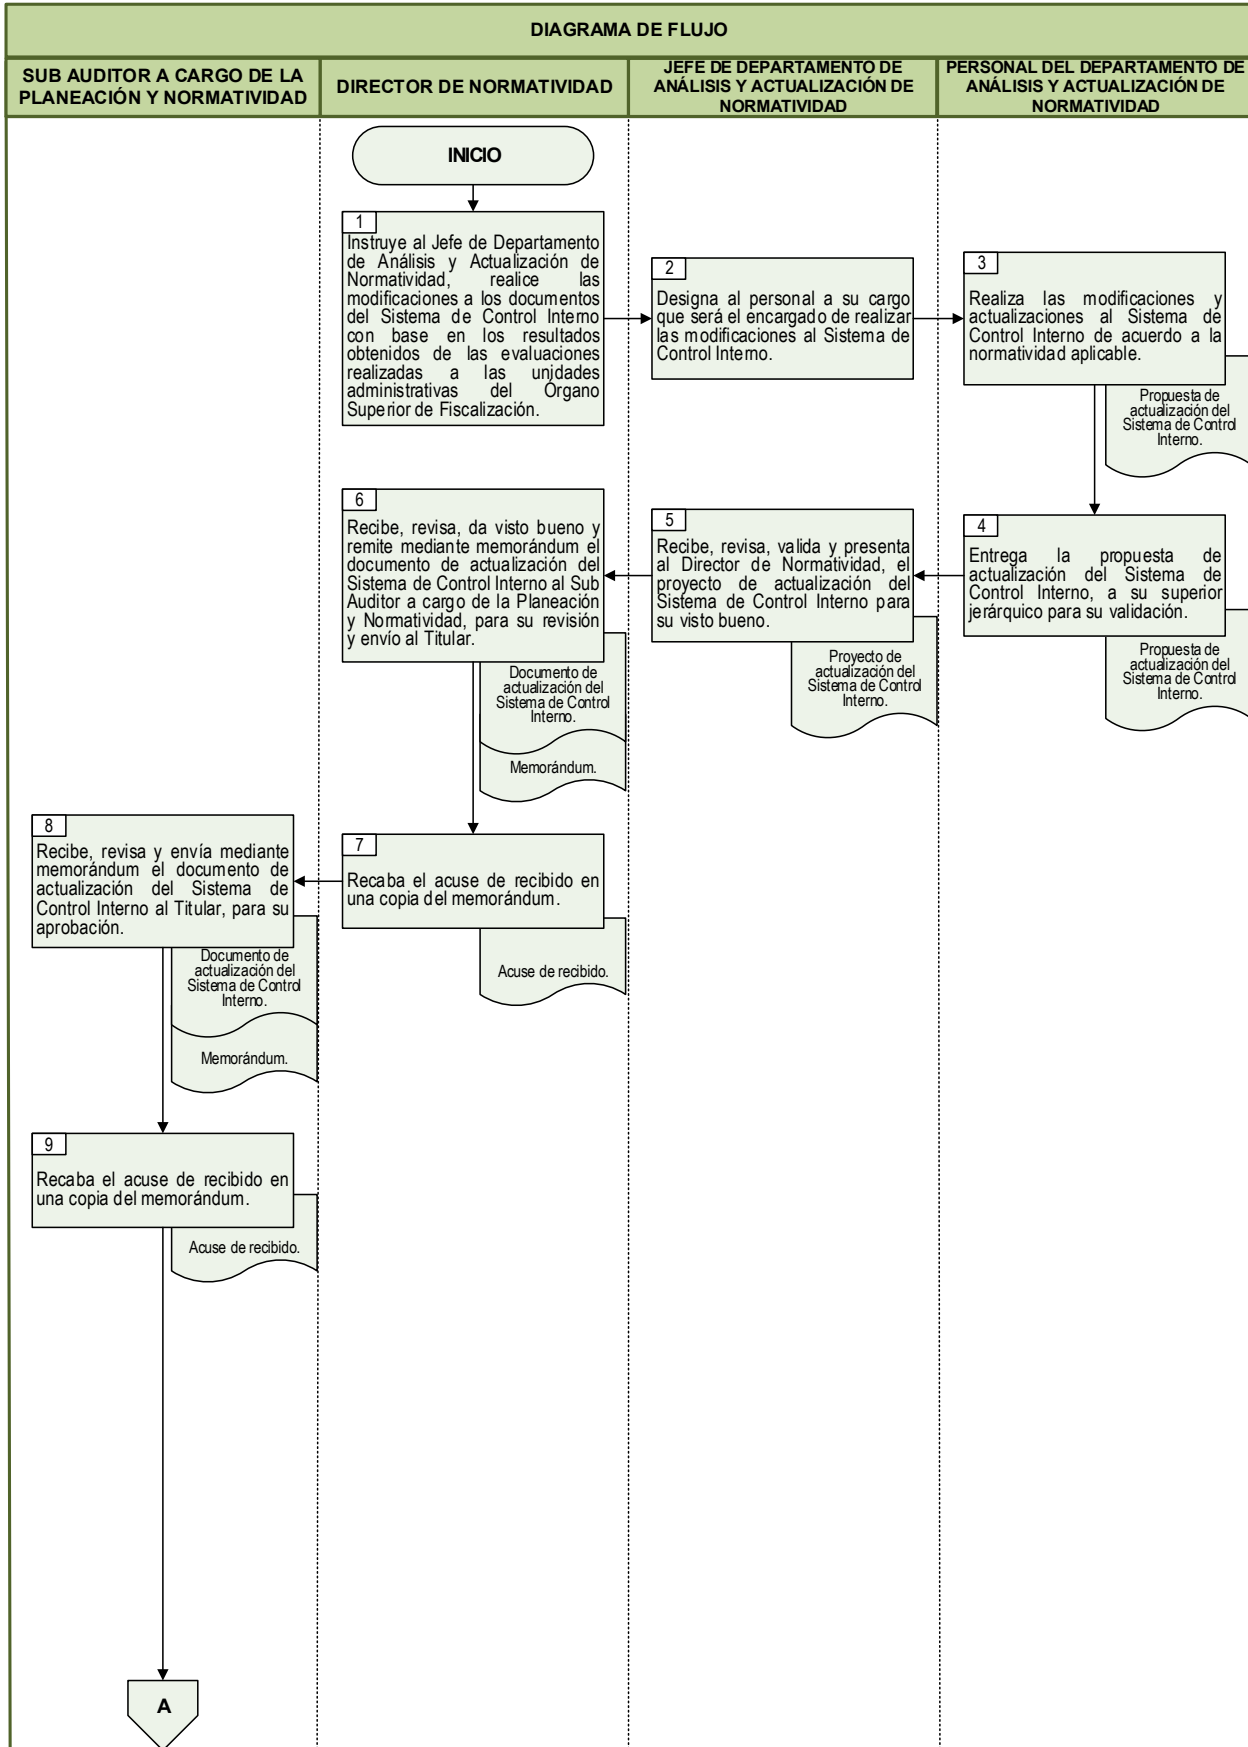 DIAGRAMA DE FLUJO
SUB AUDITOR A CARGO DE LA
PLANEACIÓN Y NORMATIVIDAD
DIRECTOR DE NORMATIVIDAD
JEFE DE DEPARTAMENTO DE
ANÁLISIS Y ACTUALIZACIÓN DE
NORMATIVIDAD
PERSONAL DEL DEPARTAMENTO DE
ANÁLISIS Y ACTUALIZACIÓN DE
NORMATIVIDAD
INICIO
1
Instruye al Jefe de Departamento
de Análisis y Actualización de
Normatividad, realice las
modificaciones a los documentos
del Sistema de Control Interno
con base en los resultados
obtenidos de las evaluaciones
realizadas a las unidades
administrativas del Órgano
Superior de Fiscalización.
2
Designa al personal a su cargo
que será el encargado de realizar
las modificaciones al Sistema de
Control Interno.
3
Realiza las modificaciones y
actualizaciones al Sistema de
Control Interno de acuerdo a la
normatividad aplicable.
Propuesta de
actualización del
Sistema de Control
Interno.
4
Entrega la propuesta de
actualización del Sistema de
Control Interno, a su superior
jerárquico para su validación.
Propuesta de
actualización del
Sistema de Control
Interno.
5
Recibe, revisa, valida y presenta
al Director de Normatividad, el
proyecto de actualización del
Sistema de Control Interno para
su visto bueno.
Proyecto de
actualización del
Sistema de Control
Interno.
6
Recibe, revisa, da visto bueno y
remite mediante memorándum el
documento de actualización del
Sistema de Control Interno al Sub
Auditor a cargo de la Planeación
y Normatividad, para su revisión
y envío al Titular.
Documento de
actualización del
Sistema de Control
Interno.
Memorándum.
7
Recaba el acuse de recibido en
una copia del memorándum.
Acuse de recibido.
8
Recibe, revisa y envía mediante
memorándum el documento de
actualización del Sistema de
Control Interno al Titular, para su
aprobación.
Documento de
actualización del
Sistema de Control
Interno.
Memorándum.
9
Recaba el acuse de recibido en
una copia del memorándum.
Acuse de recibido.
A